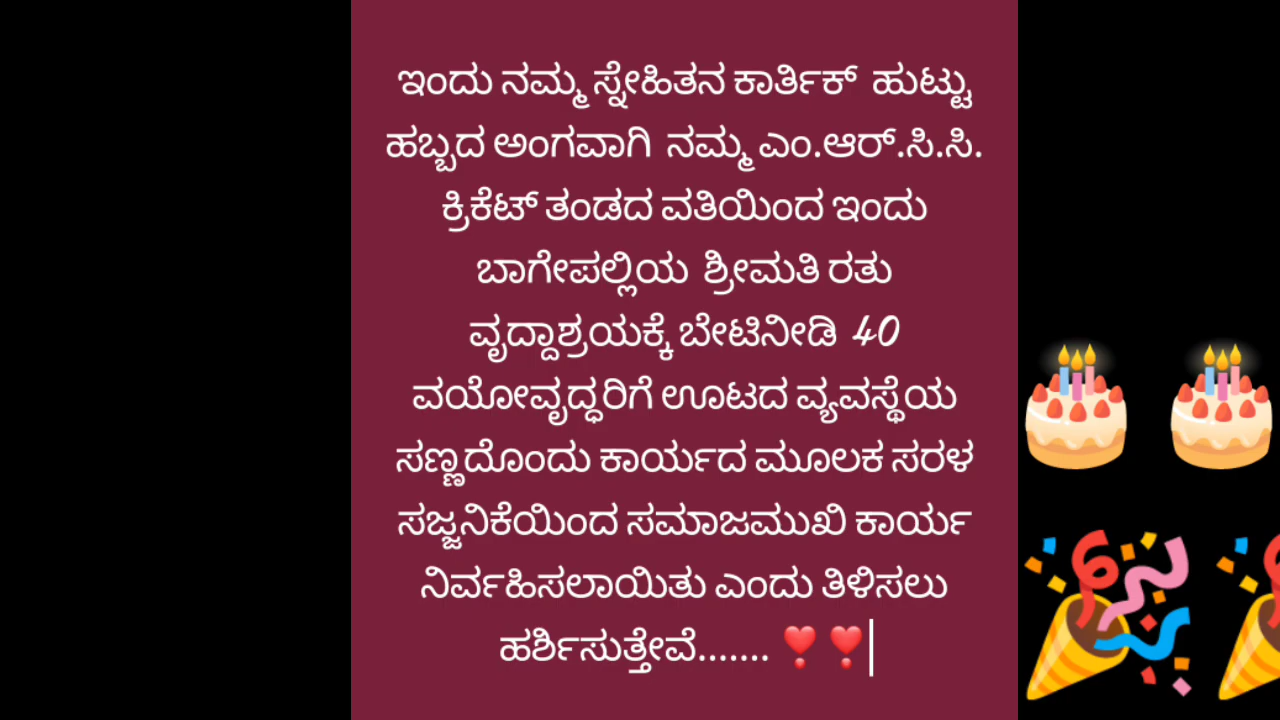 ಇಂದು ನಮ್ಮ ಸ್ನೇಹಿತನ ಕಾರ್ತಿಕ್ ಹುಟ್ಟು
ಹಬ್ಬದ ಅಂಗವಾಗಿ ನಮ್ಮ ಎಂ.ಆರ್.ಸಿ.ಸಿ.
ಕ್ರಿಕೆಟ್ ತಂಡದ ವತಿಯಿಂದ ಇಂದು
ಬಾಗೇಪಲ್ಲಿಯ ಶ್ರೀಮತಿ ರತು
ವೃದ್ದಾಶ್ರಯಕ್ಕೆ ಬೇಟಿನೀಡಿ 40
ವಯೋವೃದ್ಧರಿಗೆ ಊಟದ ವ್ಯವಸ್ಥೆಯ
ಸಣ್ಣದೊಂದು ಕಾರ್ಯದ ಮೂಲಕ ಸರಳ
ಸಜ್ಜನಿಕೆಯಿಂದ ಸಮಾಜಮುಖಿ ಕಾರ್ಯ
ನಿರ್ವಹಿಸಲಾಯಿತು ಎಂದು ತಿಳಿಸಲು
ಹರ್ಶಿಸುತ್ತೇವೆ....... ❣️❣️